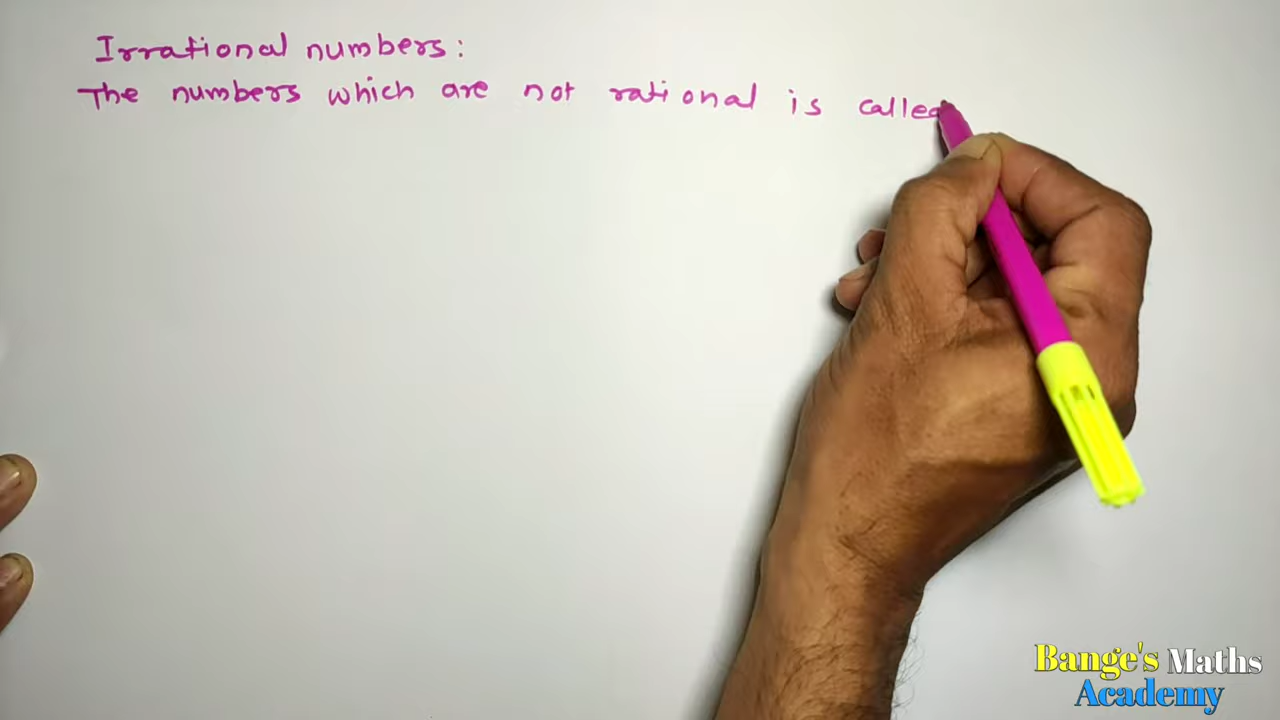 Irrational numbers:
The numbers which are not rational is called
Bange's Maths
Academy